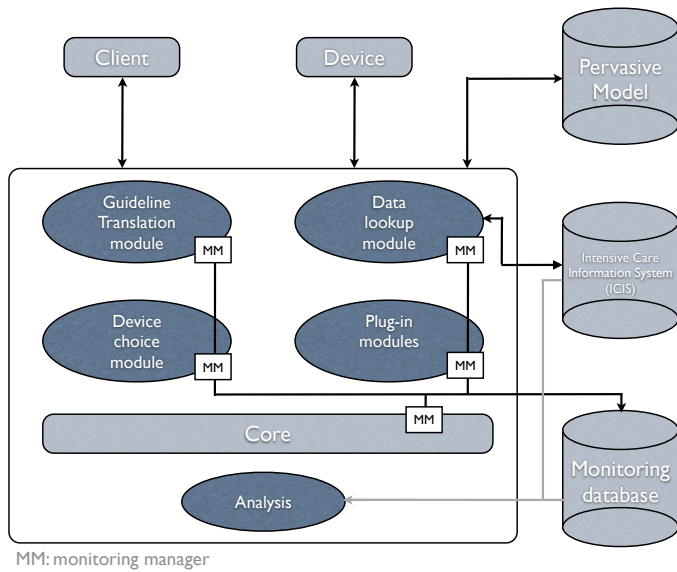 Client
Device
Pervasive
Model
Guideline
Translation
module
MM
Data
lookup
module
MM
Intensive Care
Information System
(ICIS)
Device
choice
module
MM
Plug-in
modules
MM
MM
Core
Analysis
Monitoring
database
MM: monitoring manager